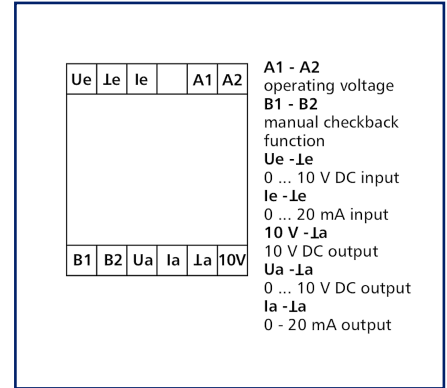 Ue ⊥e Ie A1 A2
B1 B2 Ua Ia ⊥a 10V
A1 - A2
operating voltage
B1 - B2
manual checkback
function
Ue -⊥e
0 ... 10 V DC input
Ie -⊥e
0 ... 20 mA input
10 V -⊥a
10 V DC output
Ua -⊥a
0 ... 10 V DC output
Ia -⊥a
0 - 20 mA output